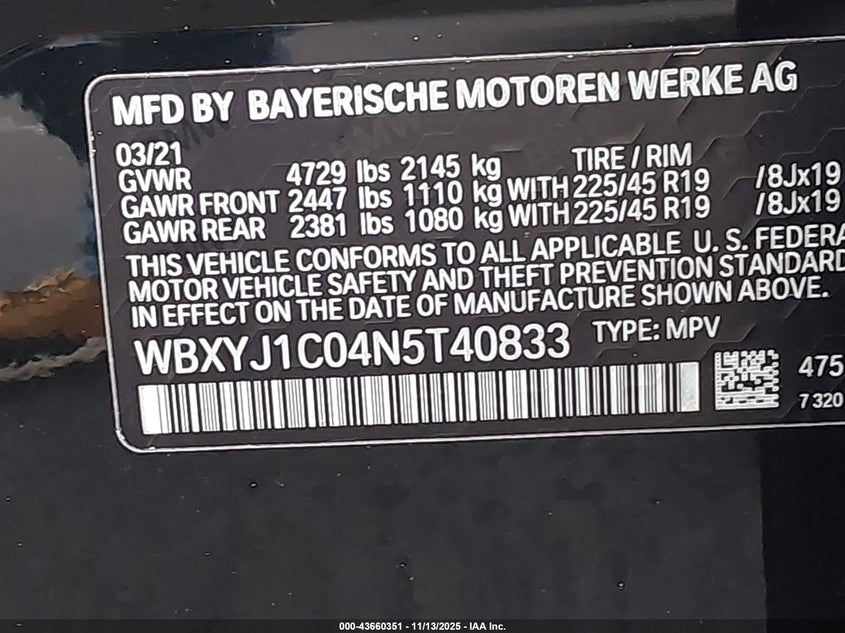 MFD BY BAYERISCHE MOTOREN WERKE AG
03/21 TIRE / RIM
GVWR 4729 lbs 2145 kg
GAWR FRONT 2447 lbs 1110 kg WITH 225/45 R19 /8Jx19
GAWR REAR 2381 lbs 1080 kg WITH 225/45 R19 /8Jx19
THIS VEHICLE CONFORMS TO ALL APPLICABLE U. S. FEDERA
MOTOR VEHICLE SAFETY AND THEFT PREVENTION STANDARD
IN EFFECT ON THE DATE OF MANUFACTURE SHOWN ABOVE.
WBXYJ1C04N5T40833 TYPE: MPV
475
7 320
000-43660351 - 11/13/2025 - IAA Inc.